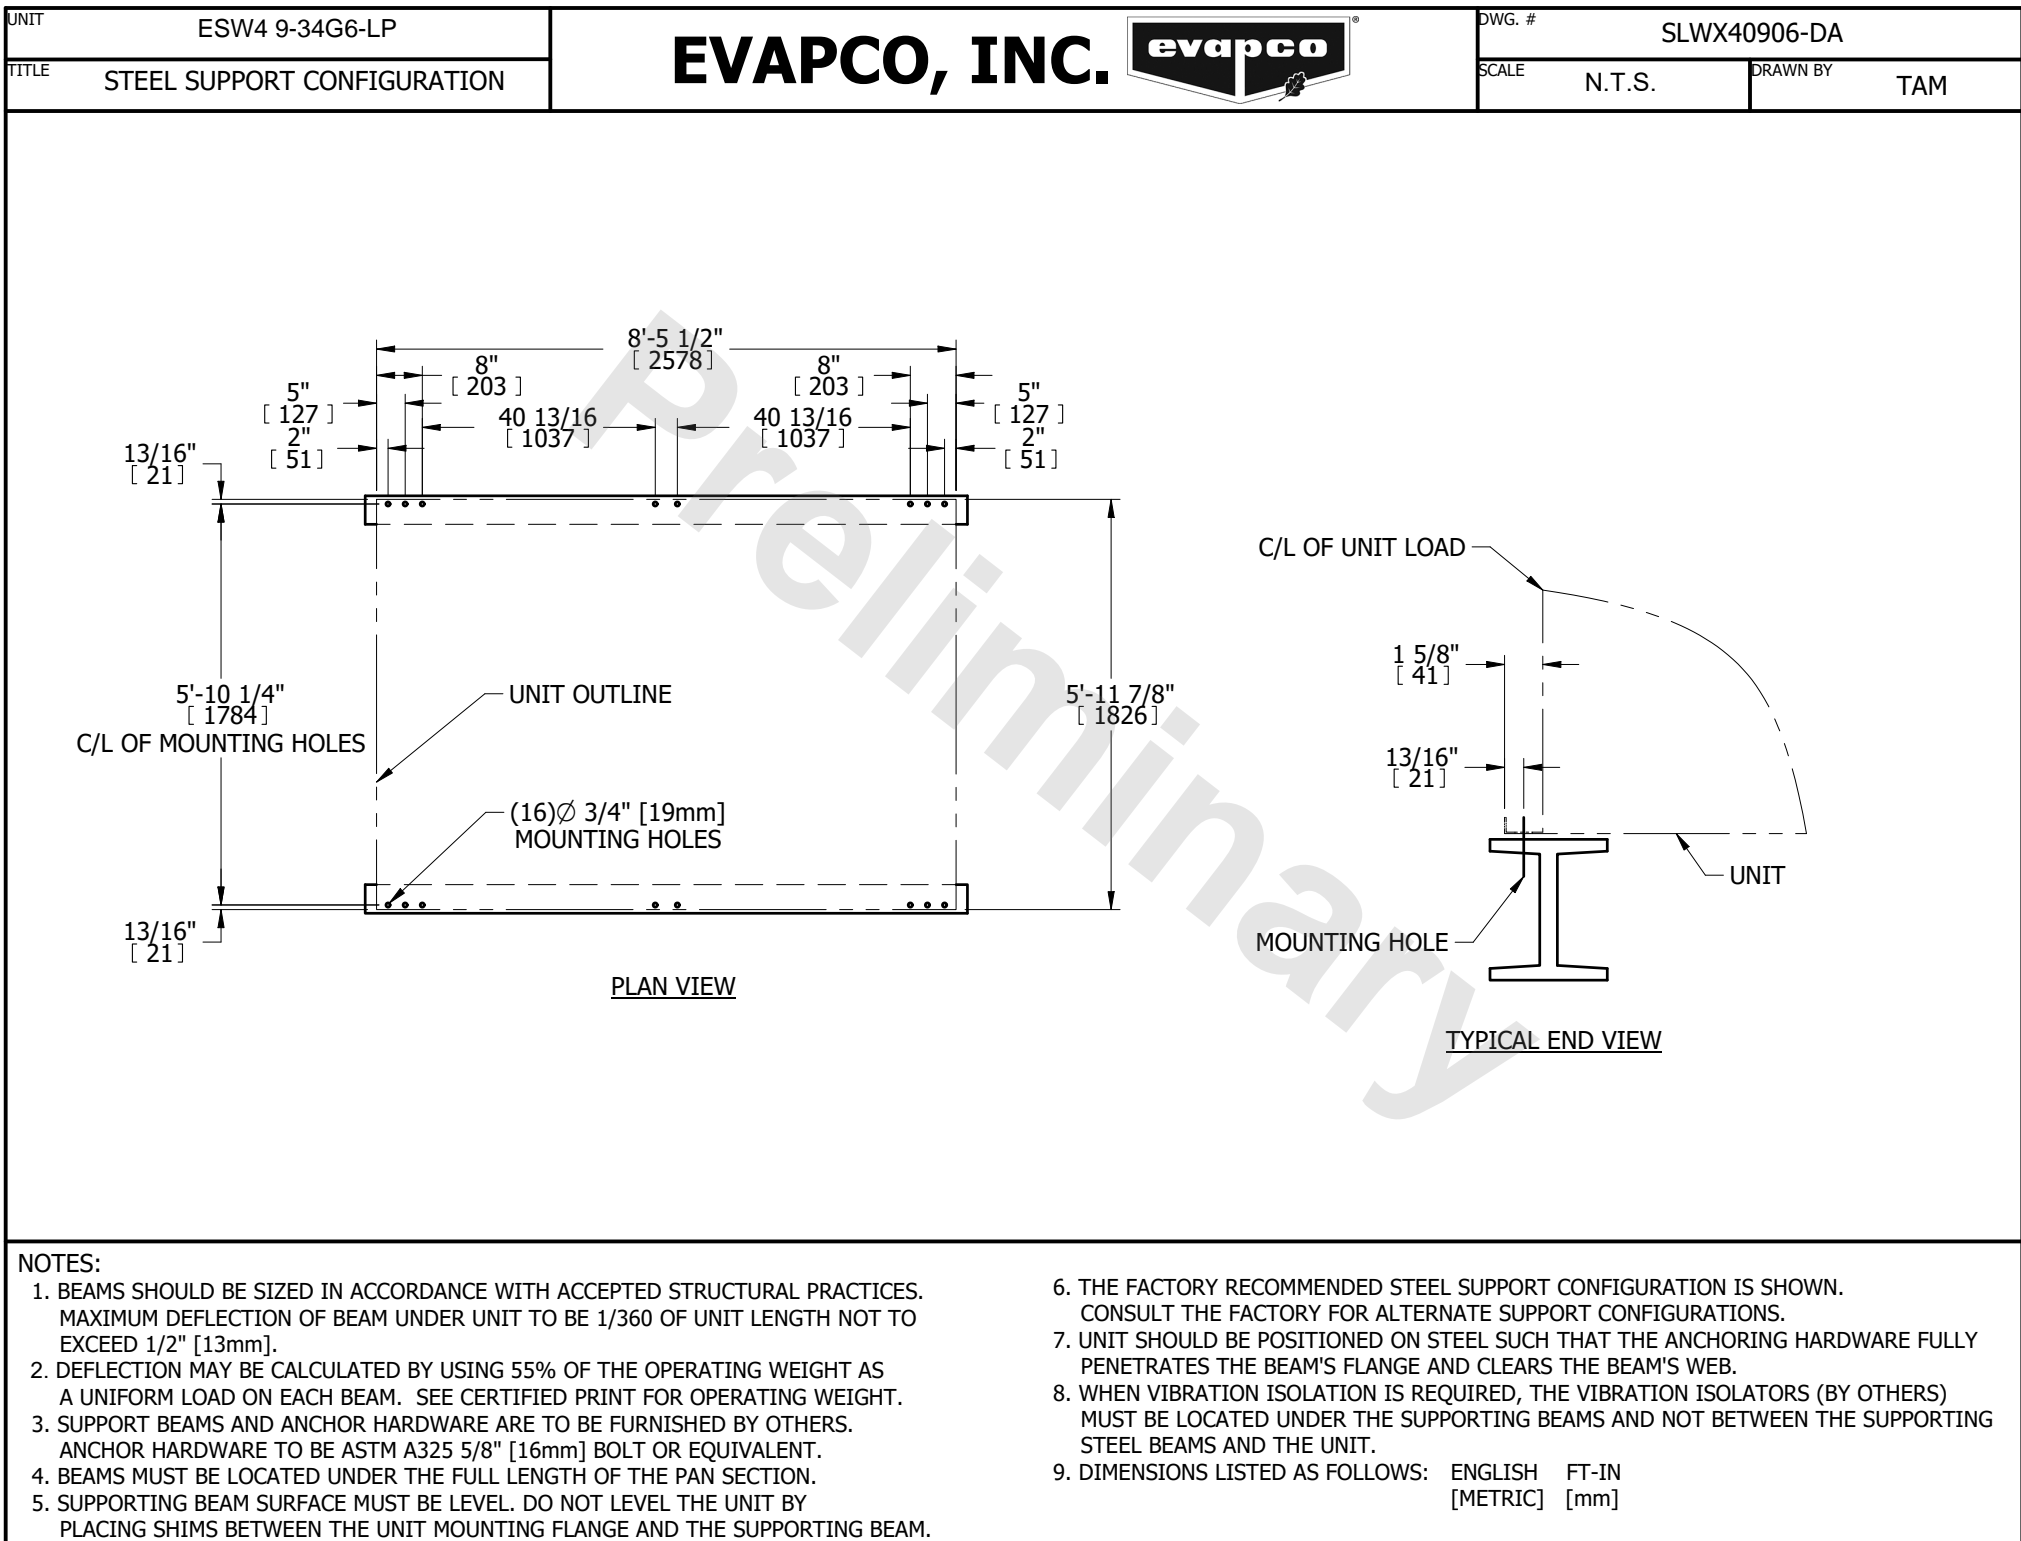 UNIT
ESW4 9-34G6-LP
TITLE
STEEL SUPPORT CONFIGURATION
EVAPCO, INC.
evapco®
DWG. #
SLWX40906-DA
SCALE
N.T.S.
DRAWN BY
TAM
8'-5 1/2"
[ 2578]
8"
[ 203 ]
8"
[ 203 ]
5"
[ 127 ]
5"
[ 127 ]
40 13/16
[ 1037 ]
40 13/16
[ 1037 ]
2"
[ 51]
2"
[ 51]
13/16"
[ 21]
5'-10 1/4"
[ 1784]
C/L OF MOUNTING HOLES
UNIT OUTLINE
5'-11 7/8"
[ 1826]
(16)Ø 3/4" [19mm]
MOUNTING HOLES
13/16"
[ 21]
PLAN VIEW
C/L OF UNIT LOAD
1 5/8"
[ 41]
13/16"
[ 21]
UNIT
MOUNTING HOLE
TYPICAL END VIEW
Preliminary
NOTES:
1. BEAMS SHOULD BE SIZED IN ACCORDANCE WITH ACCEPTED STRUCTURAL PRACTICES.
MAXIMUM DEFLECTION OF BEAM UNDER UNIT TO BE 1/360 OF UNIT LENGTH NOT TO
EXCEED 1/2" [13mm].
2. DEFLECTION MAY BE CALCULATED BY USING 55% OF THE OPERATING WEIGHT AS
A UNIFORM LOAD ON EACH BEAM. SEE CERTIFIED PRINT FOR OPERATING WEIGHT.
3. SUPPORT BEAMS AND ANCHOR HARDWARE ARE TO BE FURNISHED BY OTHERS.
ANCHOR HARDWARE TO BE ASTM A325 5/8" [16mm] BOLT OR EQUIVALENT.
4. BEAMS MUST BE LOCATED UNDER THE FULL LENGTH OF THE PAN SECTION.
5. SUPPORTING BEAM SURFACE MUST BE LEVEL. DO NOT LEVEL THE UNIT BY
PLACING SHIMS BETWEEN THE UNIT MOUNTING FLANGE AND THE SUPPORTING BEAM.
6. THE FACTORY RECOMMENDED STEEL SUPPORT CONFIGURATION IS SHOWN.
CONSULT THE FACTORY FOR ALTERNATE SUPPORT CONFIGURATIONS.
7. UNIT SHOULD BE POSITIONED ON STEEL SUCH THAT THE ANCHORING HARDWARE FULLY
PENETRATES THE BEAM'S FLANGE AND CLEARS THE BEAM'S WEB.
8. WHEN VIBRATION ISOLATION IS REQUIRED, THE VIBRATION ISOLATORS (BY OTHERS)
MUST BE LOCATED UNDER THE SUPPORTING BEAMS AND NOT BETWEEN THE SUPPORTING
STEEL BEAMS AND THE UNIT.
9. DIMENSIONS LISTED AS FOLLOWS: ENGLISH FT-IN
[METRIC] [mm]